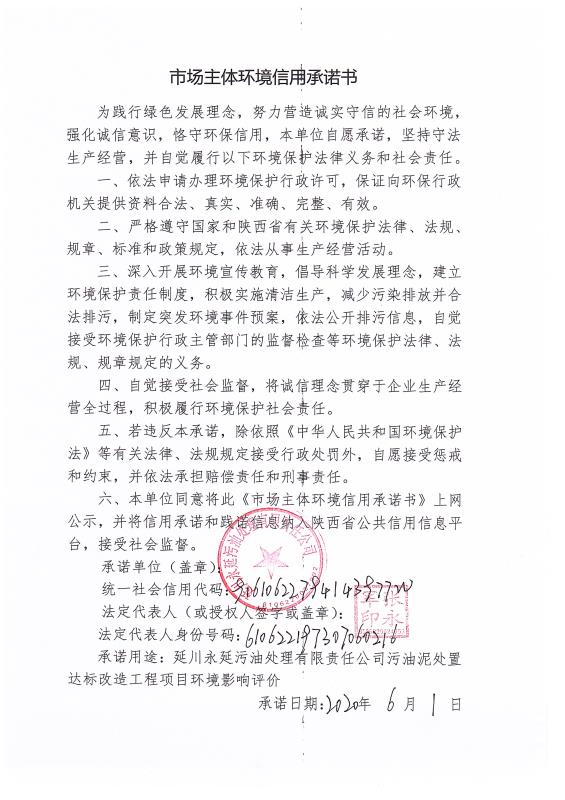 市场主体环境信用承诺书
为践行绿色发展理念，努力营造诚实守信的社会环境，
强化诚信意识，恪守环保信用，本单位自愿承诺，坚持守法
生产经营，并自觉履行以下环境保护法律义务和社会责任。
一、依法申请办理环境保护行政许可，保证向环保行政
机关提供资料合法、真实、准确、完整、有效。
二、严格遵守国家和陕西省有关环境保护法律、法规、
规章、标准和政策规定，依法从事生产经营活动。
三、深入开展环境宣传教育，倡导科学发展理念，建立
环境保护责任制度，积极实施清洁生产，减少污染排放并合
法排污，制定突发环境事件预案，依法公开排污信息，自觉
接受环境保护行政主管部门的监督检查等环境保护法律、法
规、规章规定的义务。
四、自觉接受社会监督，将诚信理念贯穿于企业生产经
营全过程，积极履行环境保护社会责任。
五、若违反本承诺，除依照《中华人民共和国环境保护
法》等有关法律、法规规定接受行政处罚外，自愿接受惩戒
和约束，并依法承担赔偿责任和刑事责任。
六、本单位同意将此《市场主体环境信用承诺书》上网
公示，并将信用承诺和践诺信息纳入陕西省公共信用信息平
台，接受社会监督。
承诺单位（盖章）：
统一社会信用代码：
法定代表人（或授权人签字或盖章）：
法定代表人身份号码：
承诺用途：延川永延污油处理有限责任公司污油泥处置
达标改造工程项目环境影响评价
承诺日期：2020年 6 月 1 日